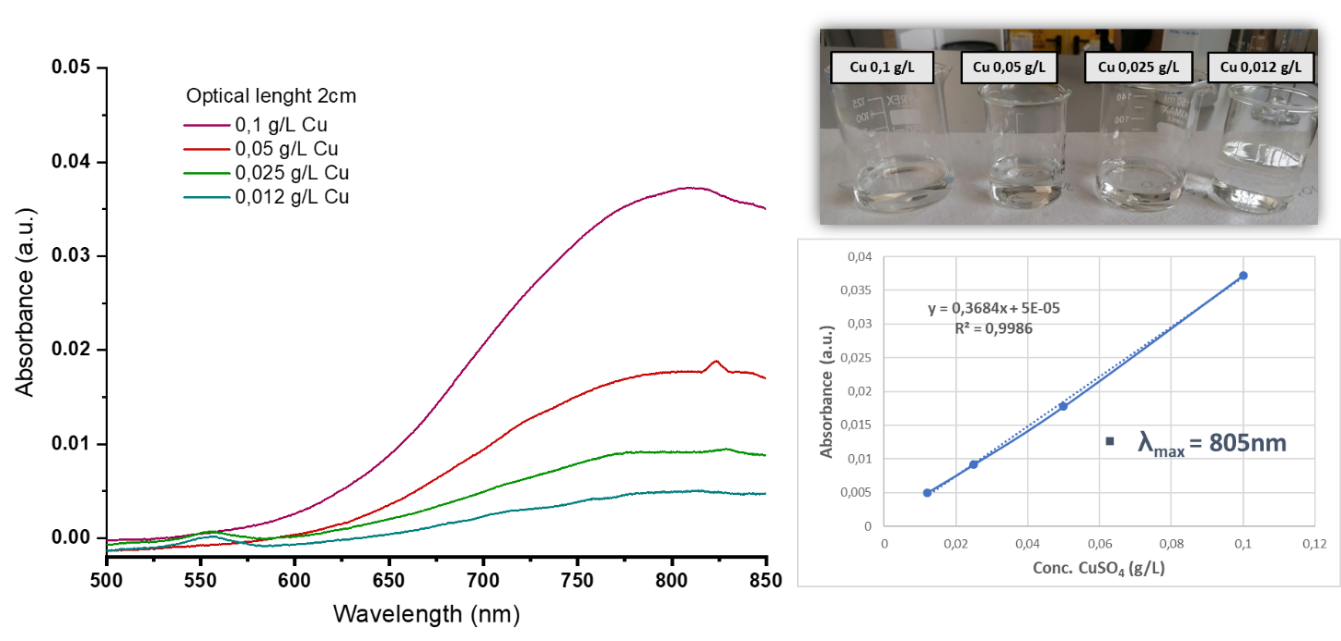 0.05
0.04
0.03
0.02
0.01
0.00
Absorbance (a.u.)
Optical lenght 2cm
0,1 g/L Cu
0,05 g/L Cu
0,025 g/L Cu
0,012 g/L Cu
500 550 600 650 700 750 800 850
Wavelength (nm)
Cu 0,1 g/L
Cu 0,05 g/L
Cu 0,025 g/L
Cu 0,012 g/L
140
100
0,04
0,035
0,03
0,025
0,02
0,015
0,01
0,005
0
Absorbance (a.u.)
y = 0,3684x + 5E-05
R² = 0,9986
▪ λmax = 805nm
0 0,02 0,04 0,06 0,08 0,1 0,12
Conc. CuSO₄ (g/L)